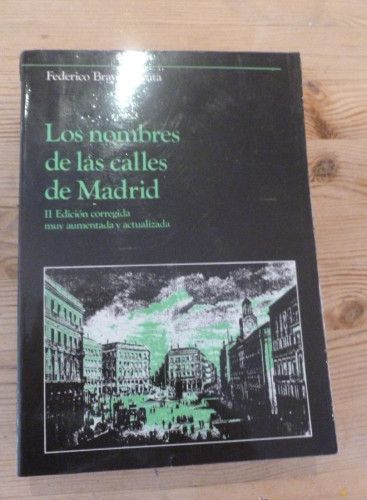 Federico
Los nombres
de las calles
de Madrid
II Edición corregida
muy aumentada y actualizada